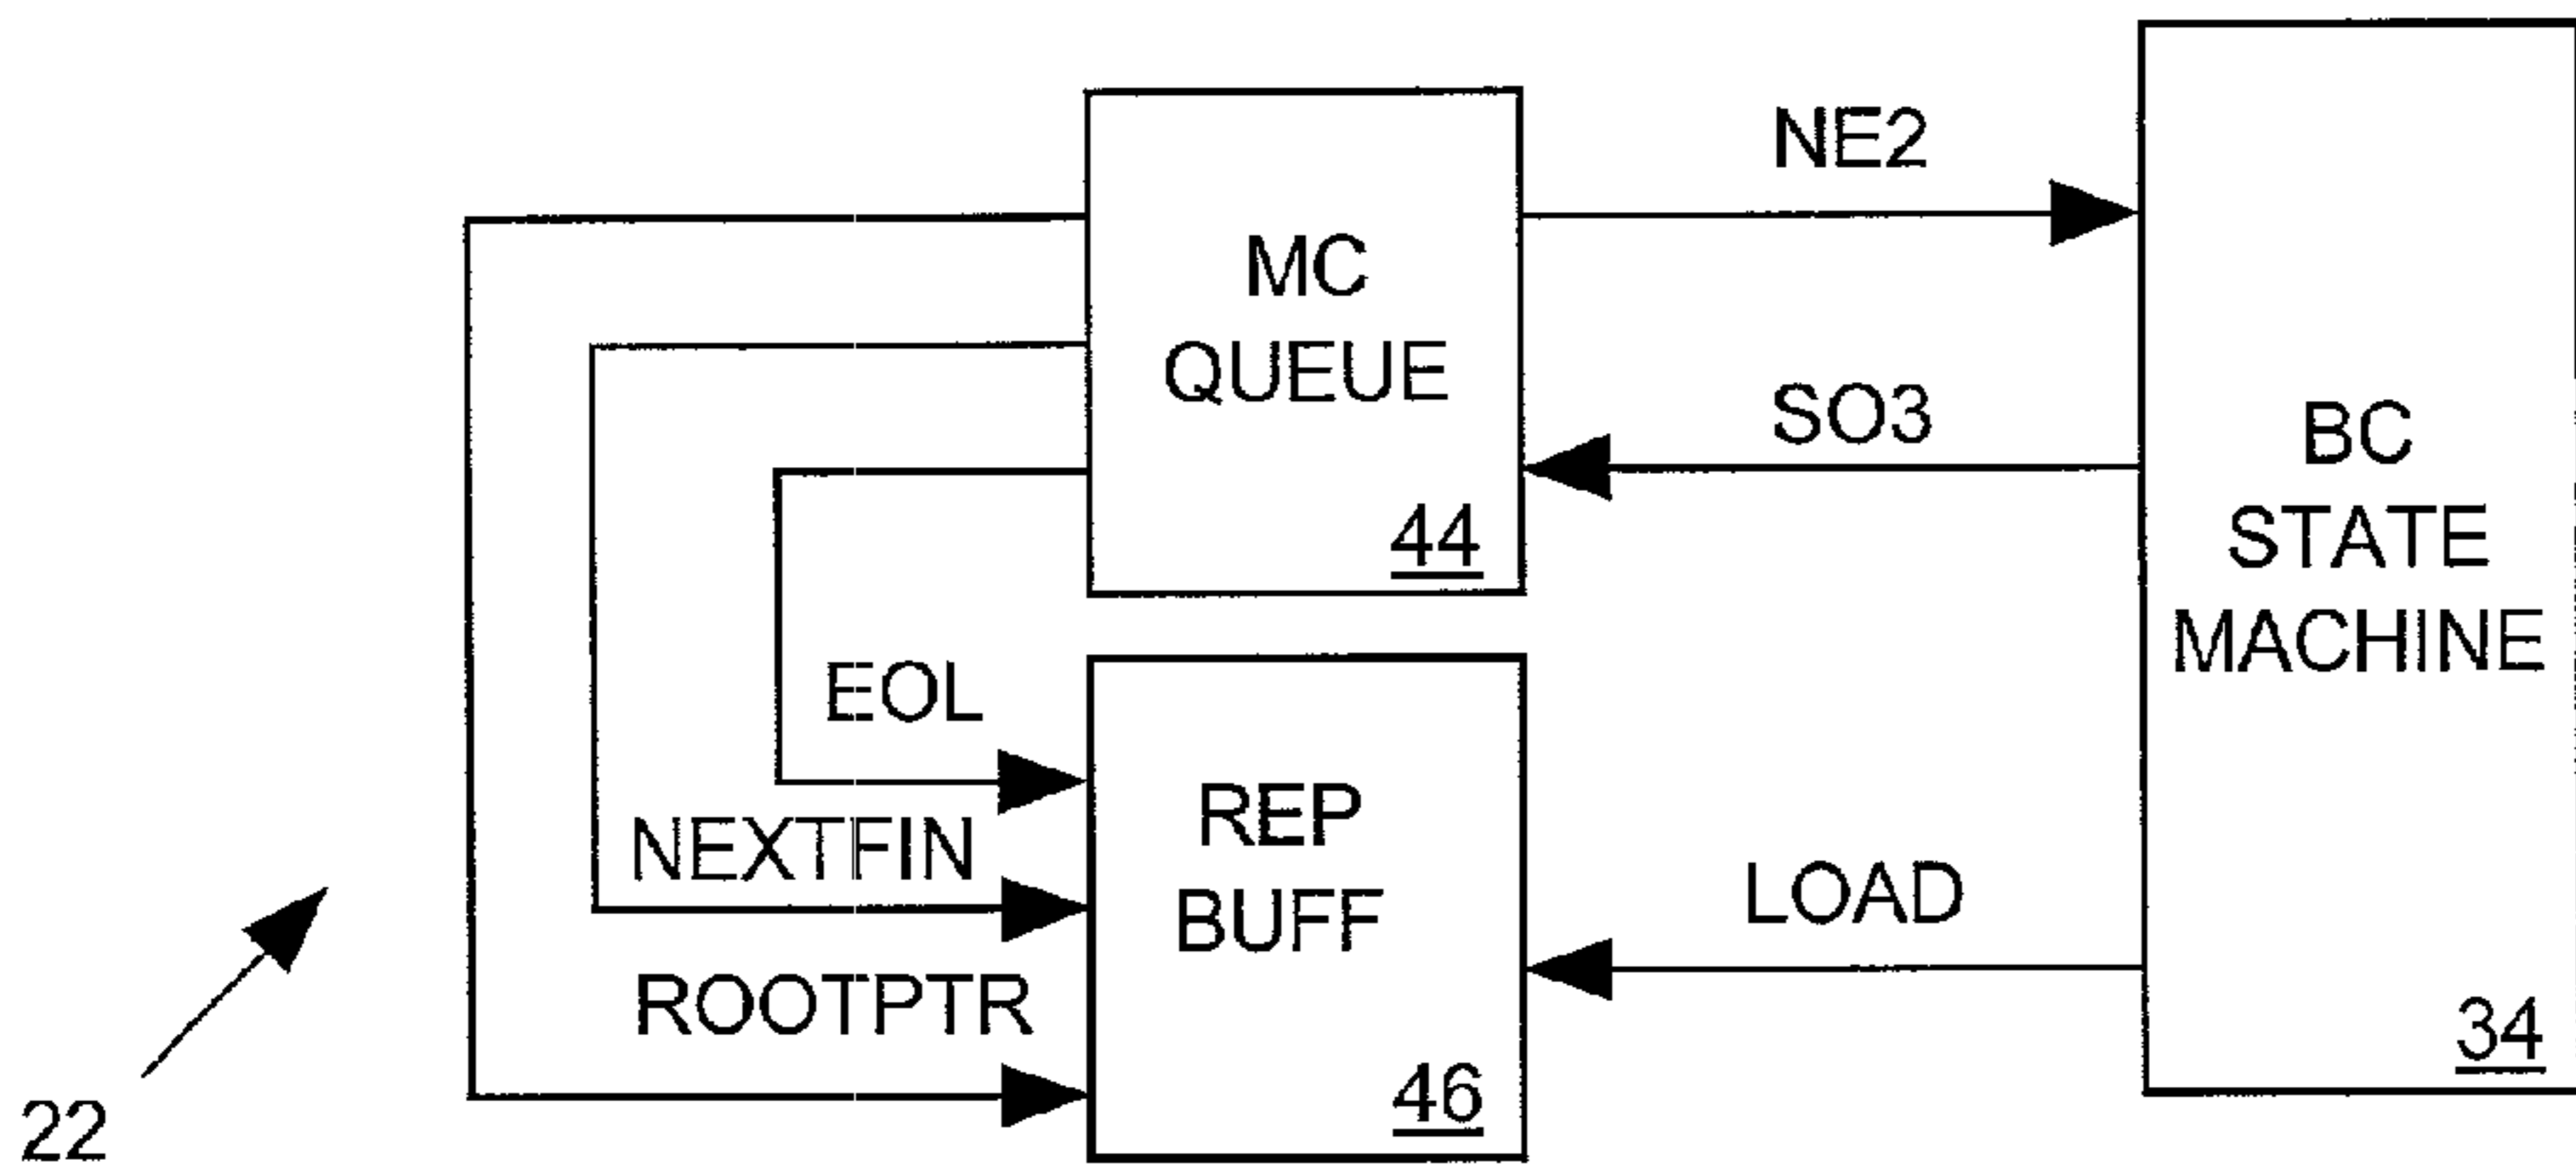 NE2
MC
QUEUE
44
SO3
BC
STATE
MACHINE
34
EOL
NEXTFIN
ROOTPTR
REP
BUFF
46
LOAD
22